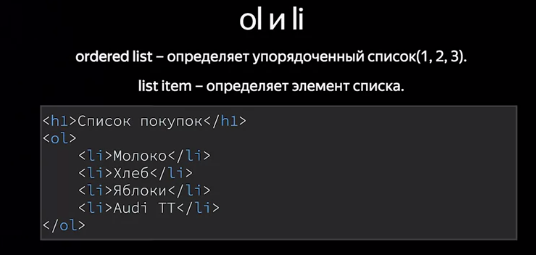 ol и li
ordered list – определяет упорядоченный список(1, 2, 3).
list item – определяет элемент списка.
<h1>Список покупок</h1>
<ol>
    <li>Молоко</li>
    <li>Хлеб</li>
    <li>Яблоки</li>
    <li>Audi TT</li>
</ol>